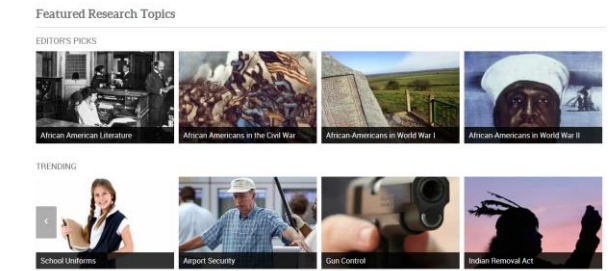 Featured Research Topics
EDITOR'S PICKS
African American Literature
African Americans in the Civil War
African-Americans in World War I
African-Americans in World War II
TRENDING
School Uniforms
Airport Security
Gun Control
Indian Removal Act